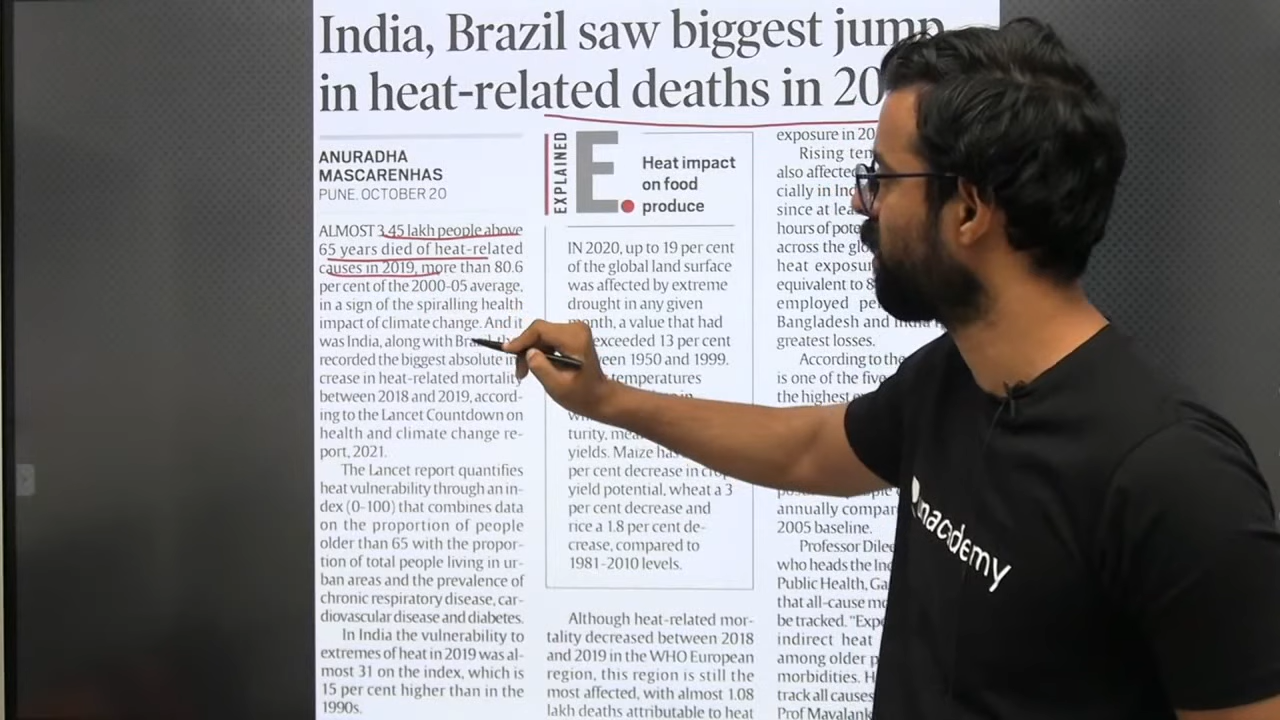 India, Brazil saw biggest jump
in heat-related deaths in 20
ANURADHA
MASCARENHAS
PUNE, OCTOBER 20
ALMOST 3.45 lakh people above
65 years died of heat-related
causes in 2019, more than 80.6
per cent of the 2000-05 average,
in a sign of the spiralling health
impact of climate change. And it
was India, along with
recorded the biggest absolute in
crease in heat-related mortality
between 2018 and 2019, accord-
ing to the Lancet Countdown on
health and climate change re-
port, 2021.
The Lancet report quantifies
heat vulnerability through an in-
dex (0-100) that combines data
on the proportion of people
older than 65 with the propor-
tion of total people living in ur-
ban areas and the prevalence of
chronic respiratory disease, car-
diovascular disease and diabetes.
In India the vulnerability to
extremes of heat in 2019 was al-
most 31 on the index, which is
15 per cent higher than in the
1990s.
EXPLAINED
E.
Heat impact
on food
produce
IN 2020, up to 19 per cent
of the global land surface
was affected by extreme
drought in any given
month, a value that had
exceeded 13 per cent
1950 and 1999.
temperatures
turity,
yields. Maize
per cent decrease in crop
yield potential, wheat a 3
per cent decrease and
rice a 1.8 per cent de-
crease, compared to
1981-2010 levels.
Although heat-related mor-
tality decreased between 2018
and 2019 in the WHO European
region, this region is still the
most affected, with almost 1.08
lakh deaths attributable to heat
exposure in 20
Rising
also affected
cially in
since at
hours of
across the
heat
equivalent to 8
employed
Bangladesh and India
greatest losses.
According to the
is one of the five
the highest
annually
2005 baseline.
Professor
who heads the
Public Health,
that all-cause
be tracked.
indirect heat
among older
morbidities.
track all causes
Prof
unacademy